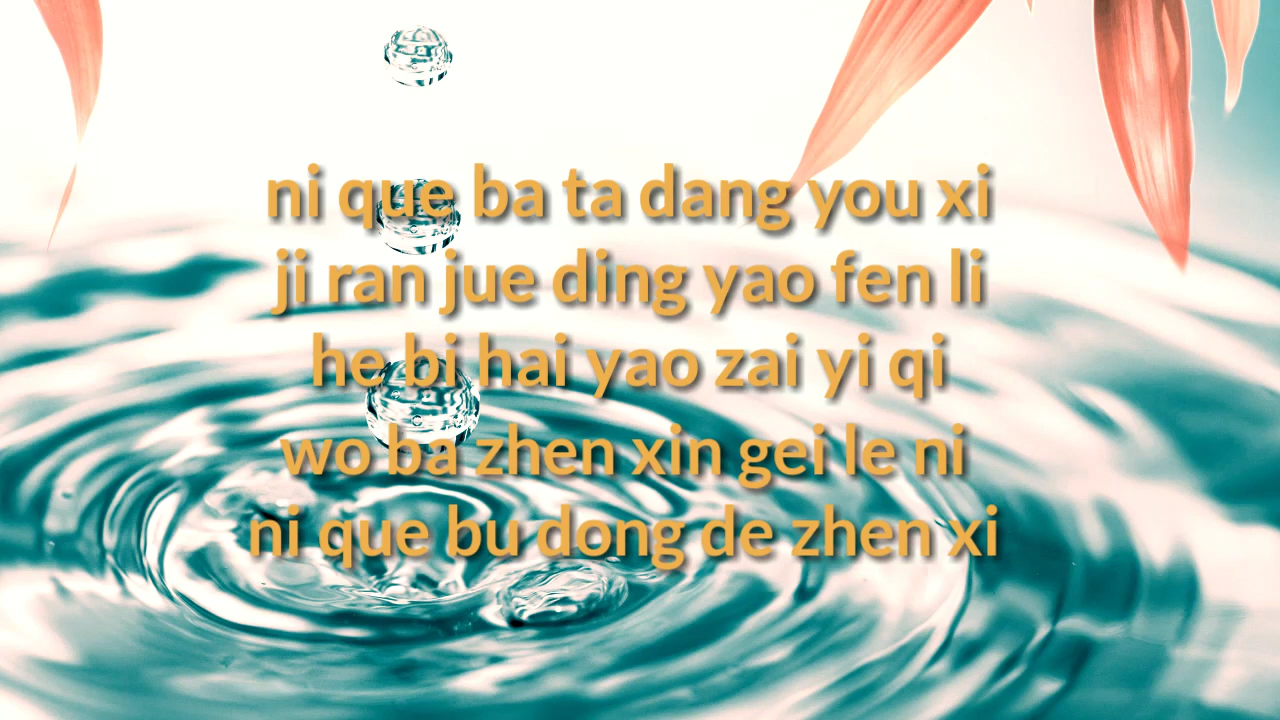 ni que ba ta dang you xi
ji ran jue ding yao fen li
he bi hai yao zai yi qi
wo ba zhen xin gei le ni
ni que bu dong de zhen xi